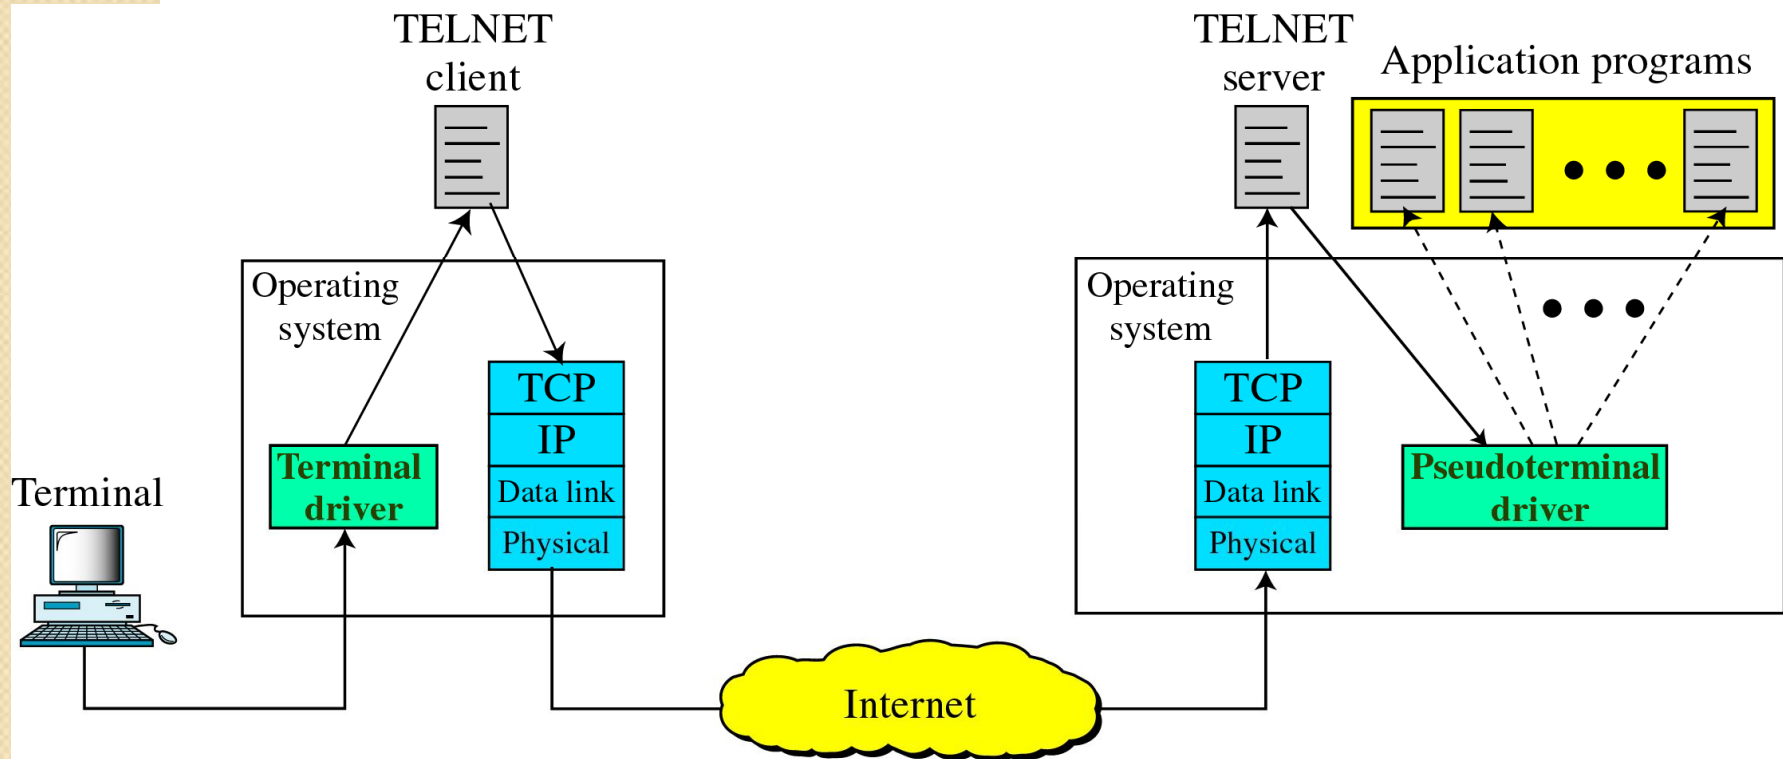 TELNET
client
TELNET
server
Application programs
Operating
system
Operating
system
TCP
IP
Data link
Physical
TCP
IP
Data link
Physical
Terminal
driver
Pseudoterminal
driver
Terminal
Internet